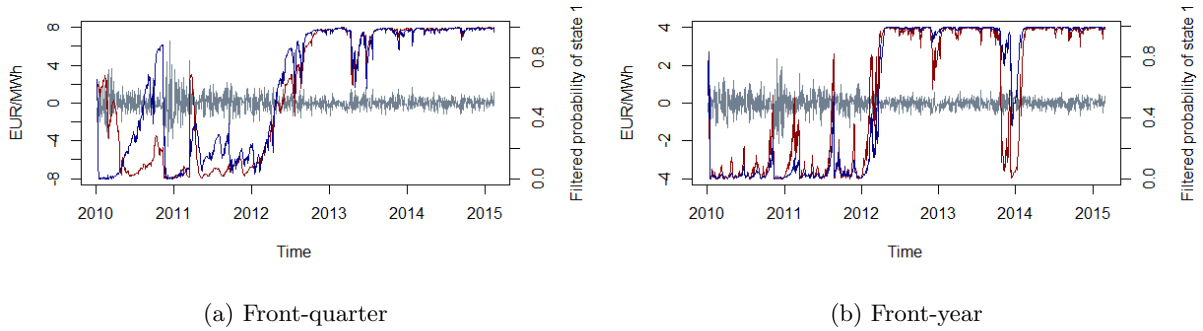 EUR/MWh
8
4
0
-4
-8
2010 2011 2012 2013 2014 2015
Time
0.0 0.4 0.8
Filtered probability of state 1
(a) Front-quarter
EUR/MWh
4
2
0
-2
-4
2010 2011 2012 2013 2014 2015
Time
0.0 0.4 0.8
Filtered probability of state 1
(b) Front-year